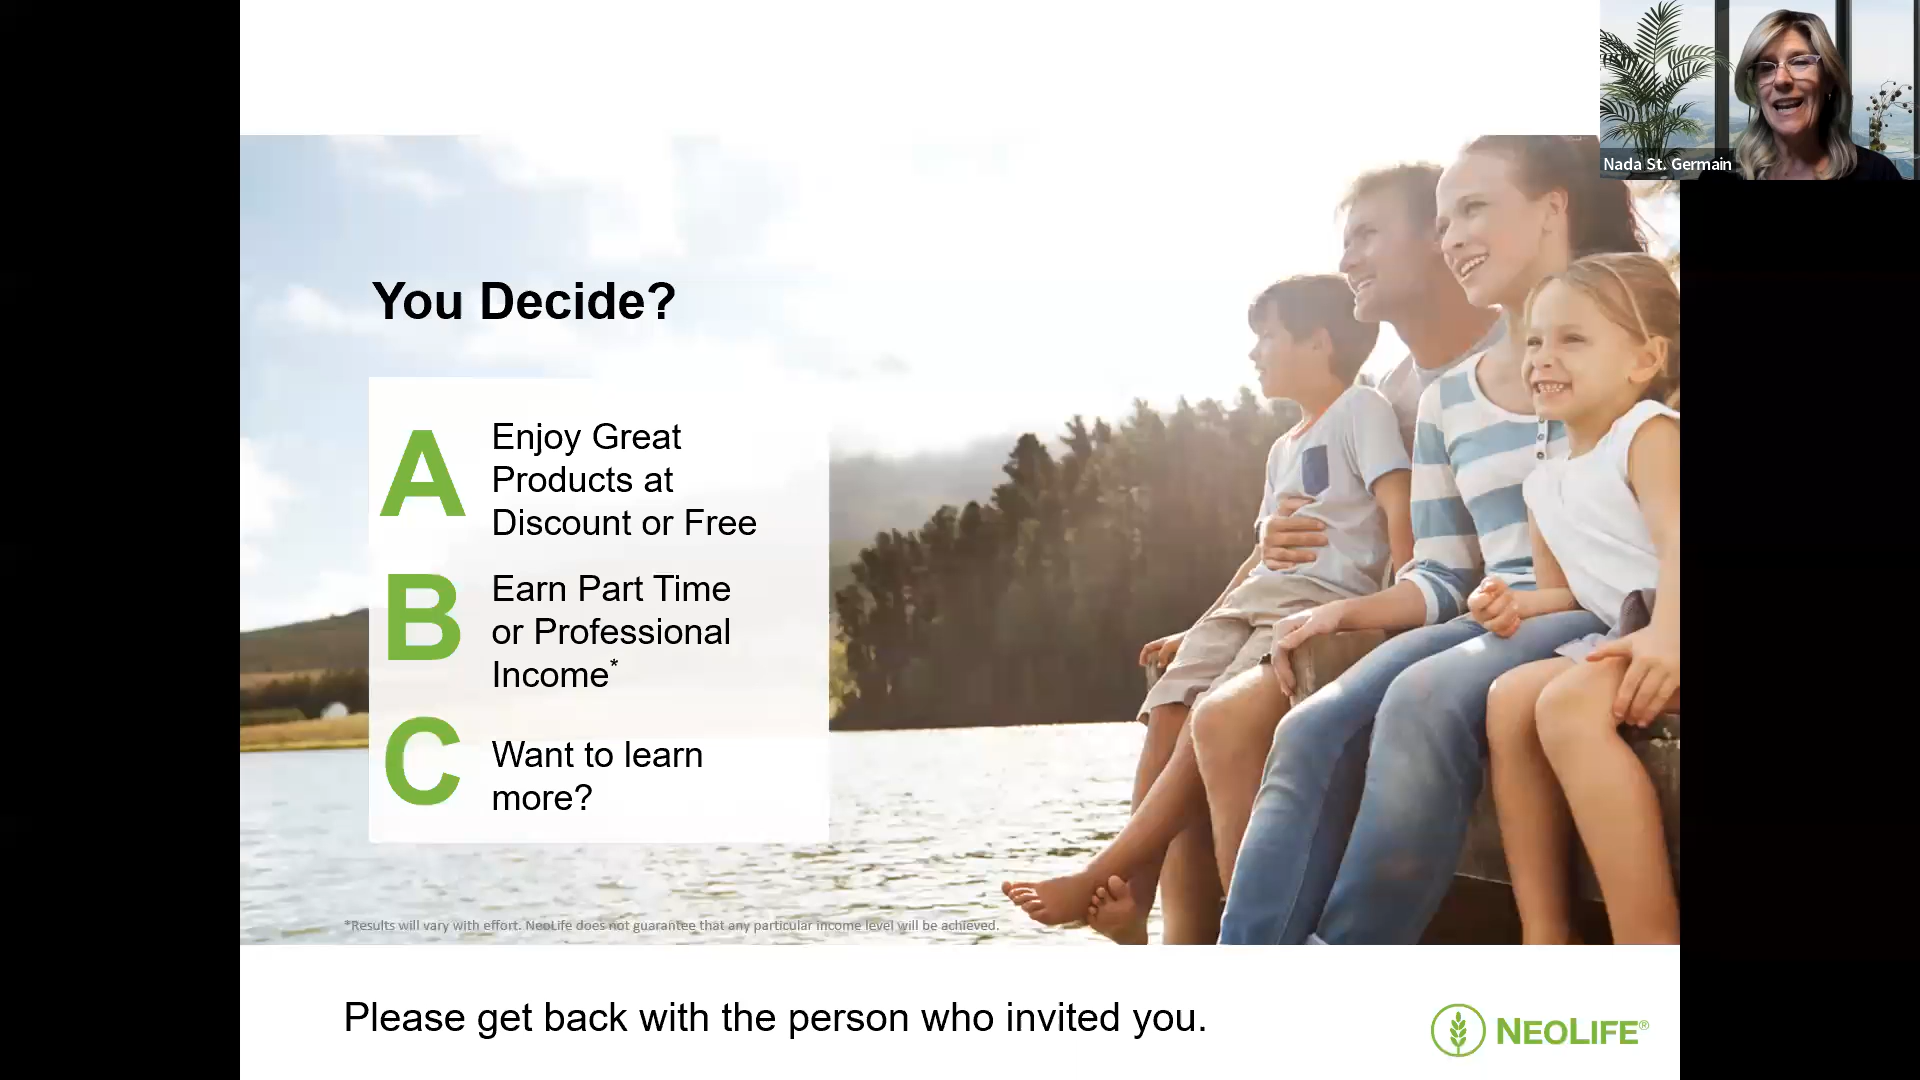 Nada St. Germain
You Decide?
A
Enjoy Great
Products at
Discount or Free
B
Earn Part Time
or Professional
Income*
C
Want to learn
more?
*Results will vary with effort. NeoLife does not guarantee that any particular income level will be achieved.
Please get back with the person who invited you.
NEOLIFE®